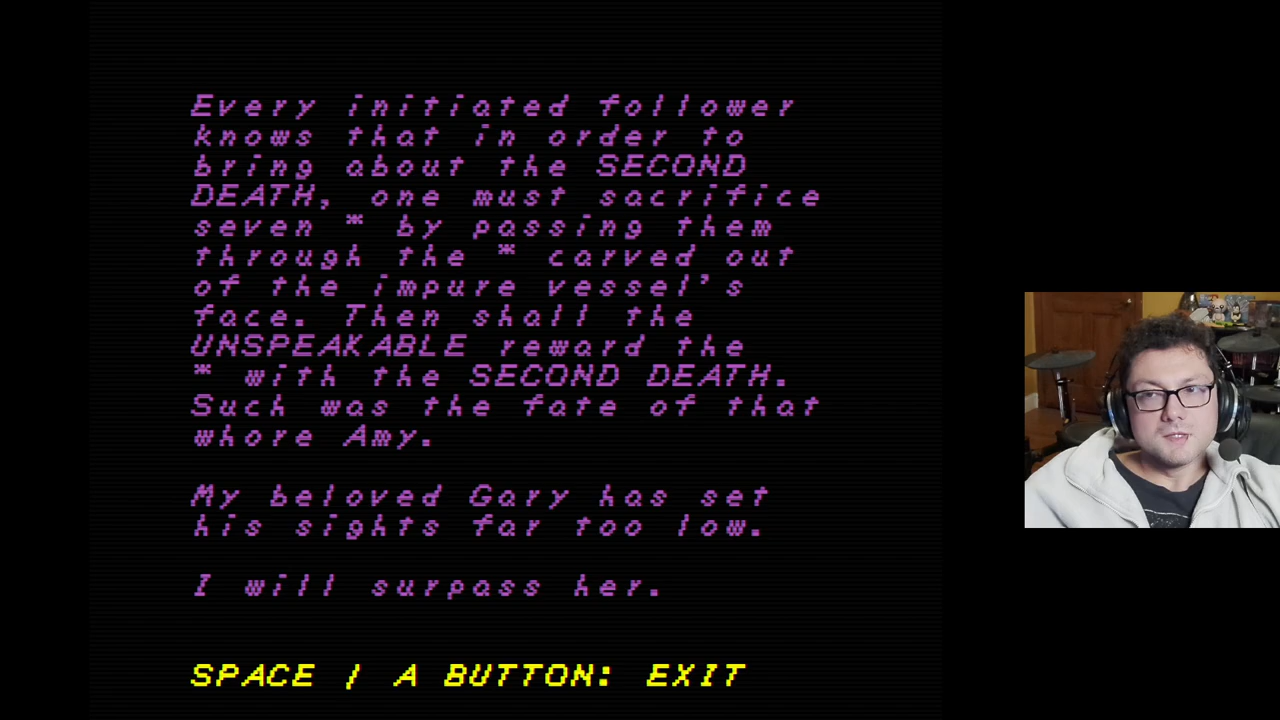 Every initiated follower
knows that in order to
bring about the SECOND
DEATH, one must sacrifice
seven * by passing them
through the * carved out
of the impure vessel's
face. Then shall the
UNSPEAKABLE reward the
* with the SECOND DEATH.
Such was the fate of that
whore Amy.
My beloved Gary has set
his sights far too low.
I will surpass her.
SPACE / A BUTTON: EXIT